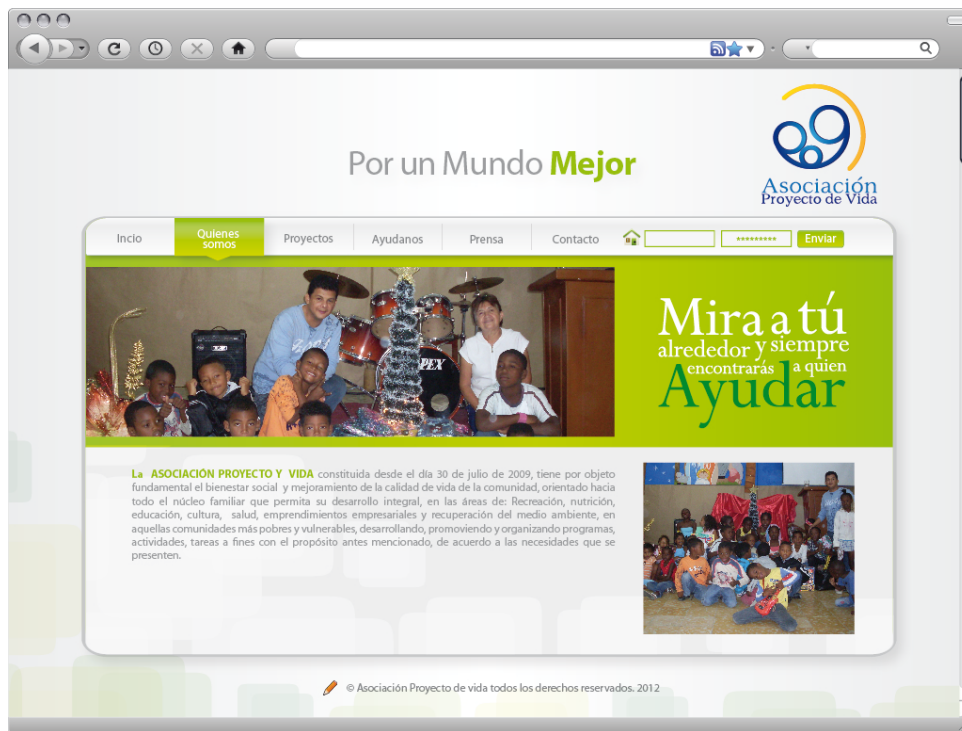 Por un Mundo Mejor
Asociación
Proyecto de Vida
Incio
Quienes
somos
Proyectos
Ayudanos
Prensa
Contacto
*********
Enviar
APEX
Mira a tú
alrededor y siempre
encontrarás a quien
Ayudar
La ASOCIACIÓN PROYECTO Y VIDA constituida desde el día 30 de julio de 2009, tiene por objeto
fundamental el bienestar social y mejoramiento de la calidad de vida de la comunidad, orientado hacia
todo el núcleo familiar que permita su desarrollo integral, en las áreas de: Recreación, nutrición,
educación, cultura, salud, emprendimientos empresariales y recuperación del medio ambiente, en
aquellas comunidades más pobres y vulnerables, desarrollando, promoviendo y organizando programas,
actividades, tareas a fines con el propósito antes mencionado, de acuerdo a las necesidades que se
presenten.
© Asociación Proyecto de vida todos los derechos reservados. 2012